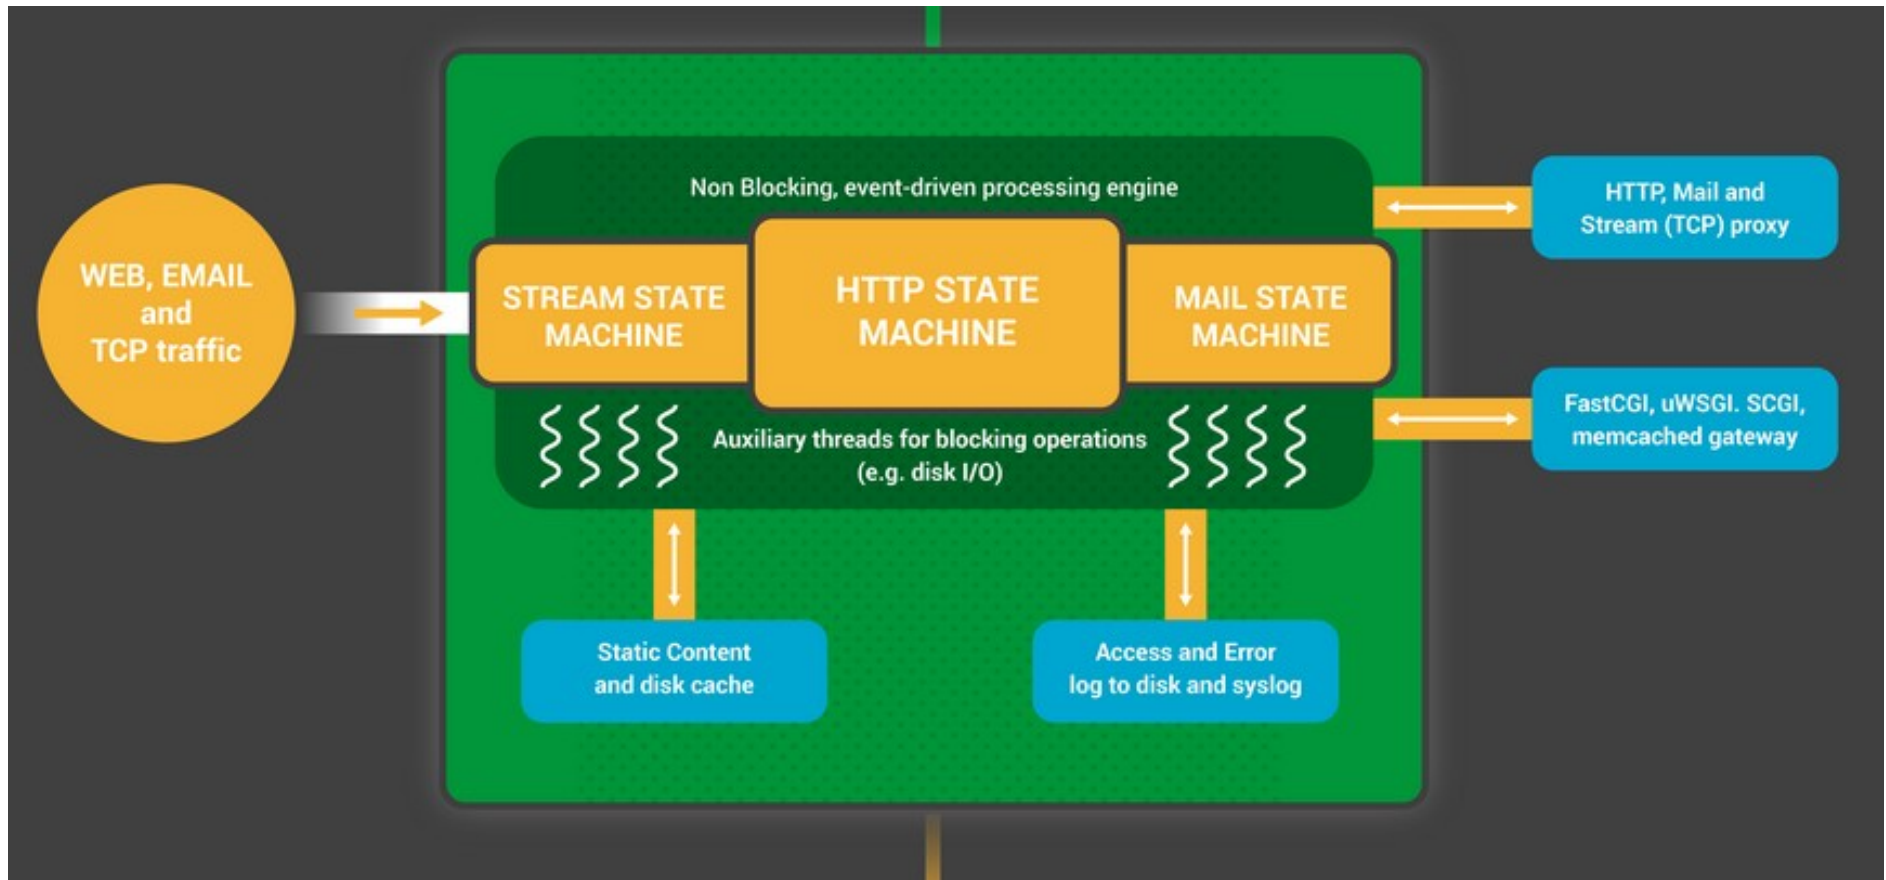 WEB, EMAIL
and
TCP traffic
Non Blocking, event-driven processing engine
STREAM STATE
MACHINE
HTTP STATE
MACHINE
MAIL STATE
MACHINE
Auxiliary threads for blocking operations
(e.g. disk I/O)
HTTP, Mail and
Stream (TCP) proxy
FastCGI, uWSGI. SCGI,
memcached gateway
Static Content
and disk cache
Access and Error
log to disk and syslog